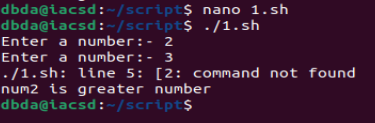 dbda@iacsd:~/script$ nano 1.sh
dbda@iacsd:~/script$ ./1.sh
Enter a number:- 2
Enter a number:- 3
./1.sh: line 5: [2: command not found
num2 is greater number
dbda@iacsd:~/script$